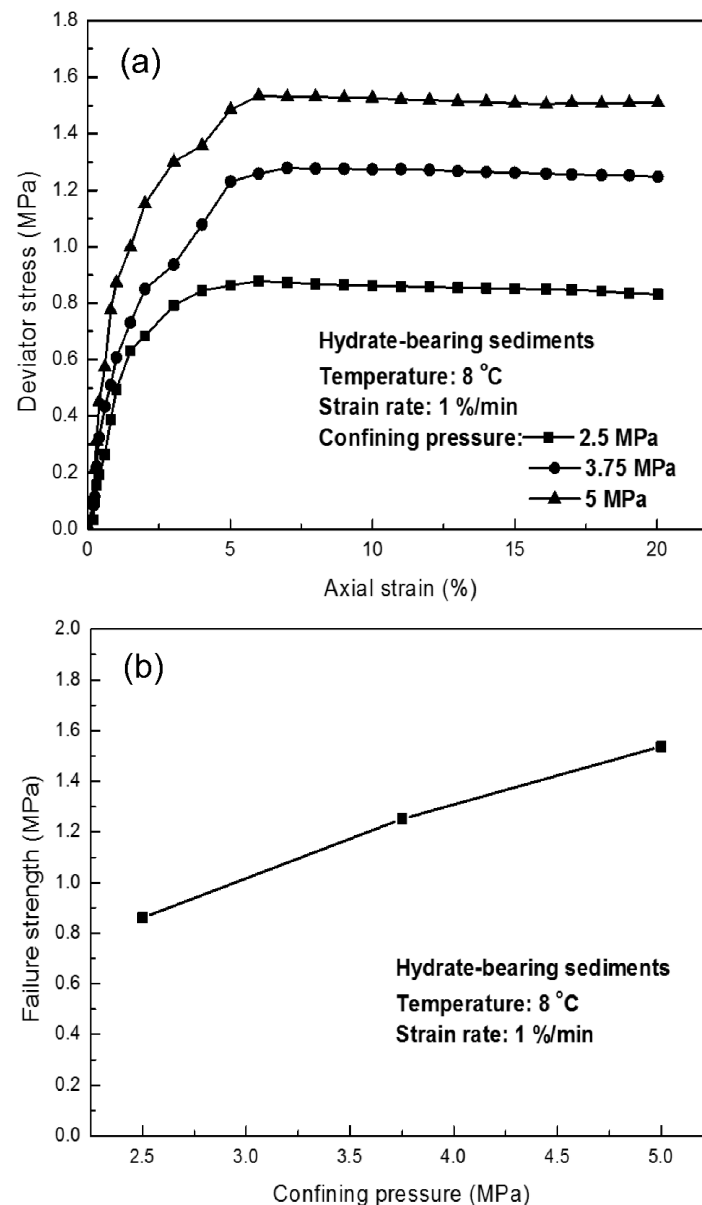 (a)
1.8
1.6
1.4
1.2
1.0
0.8
0.6
0.4
0.2
0.0
Deviator stress (MPa)
Hydrate-bearing sediments
Temperature: 8 °C
Strain rate: 1 %/min
Confining pressure: 2.5 MPa
3.75 MPa
5 MPa
0 5 10 15 20
Axial strain (%)
(b)
2.0
1.8
1.6
1.4
1.2
1.0
0.8
0.6
0.4
0.2
0.0
Failure strength (MPa)
Hydrate-bearing sediments
Temperature: 8 °C
Strain rate: 1 %/min
2.5 3.0 3.5 4.0 4.5 5.0
Confining pressure (MPa)